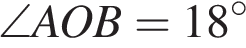 ∠AOB = 18°